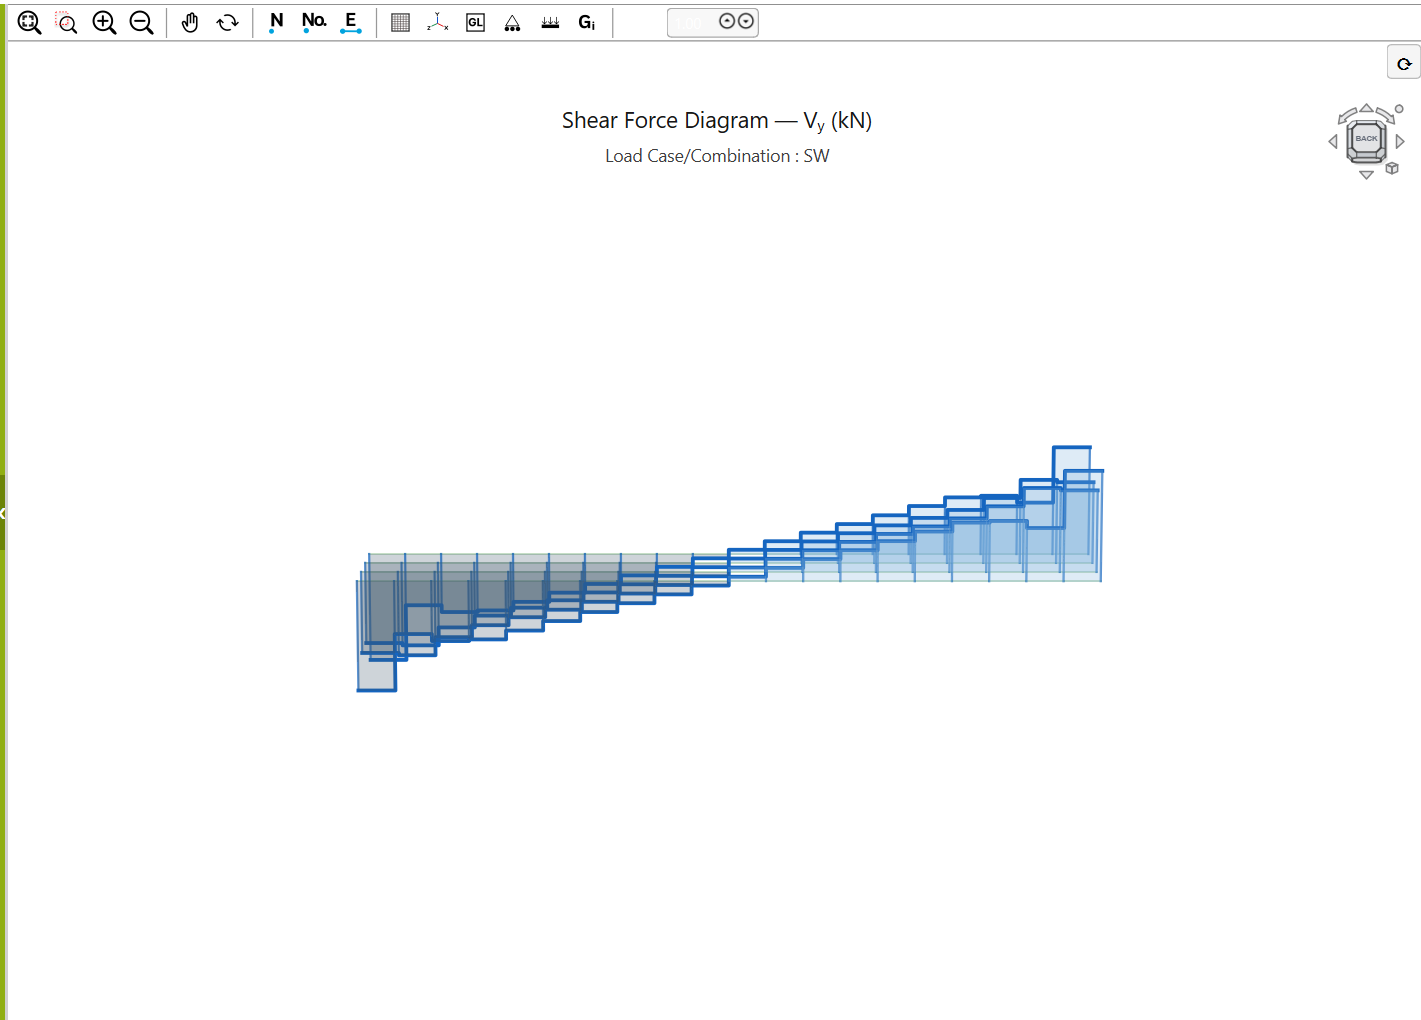 N No. E GL Gi
Y
Z X
Shear Force Diagram — Vy (kN)
Load Case/Combination : SW
BACK